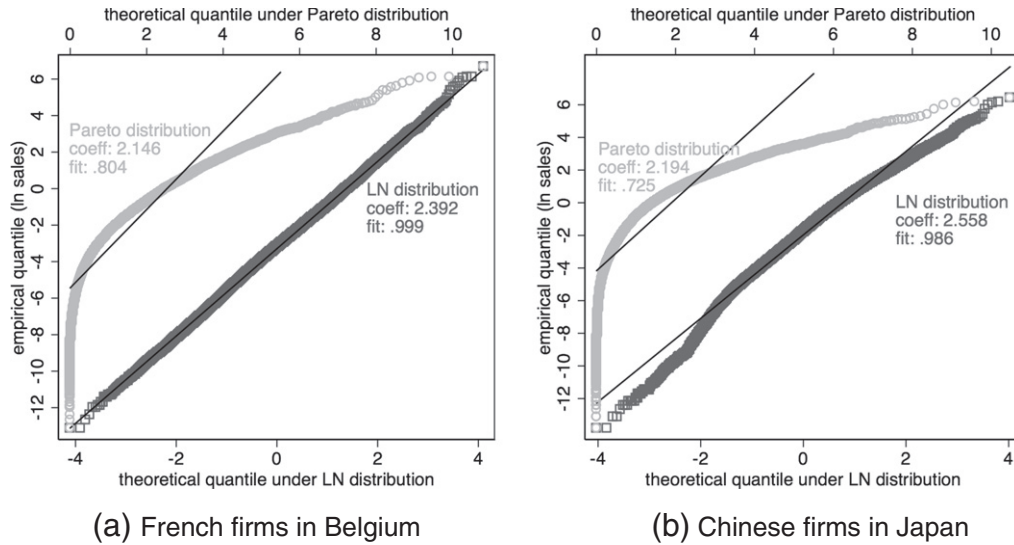 theoretical quantile under Pareto distribution
0 2 4 6 8 10
empirical quantile (ln sales)
6
4
2
0
-2
-4
-6
-8
-10
-12
Pareto distribution
coeff: 2.146
fit: .804
LN distribution
coeff: 2.392
fit: .999
-4 -2 0 2 4
theoretical quantile under LN distribution
(a) French firms in Belgium
theoretical quantile under Pareto distribution
0 2 4 6 8 10
empirical quantile (ln sales)
6
4
2
0
-2
-4
-6
-8
-10
-12
Pareto distribution
coeff: 2.194
fit: .725
LN distribution
coeff: 2.558
fit: .986
-4 -2 0 2 4
theoretical quantile under LN distribution
(b) Chinese firms in Japan